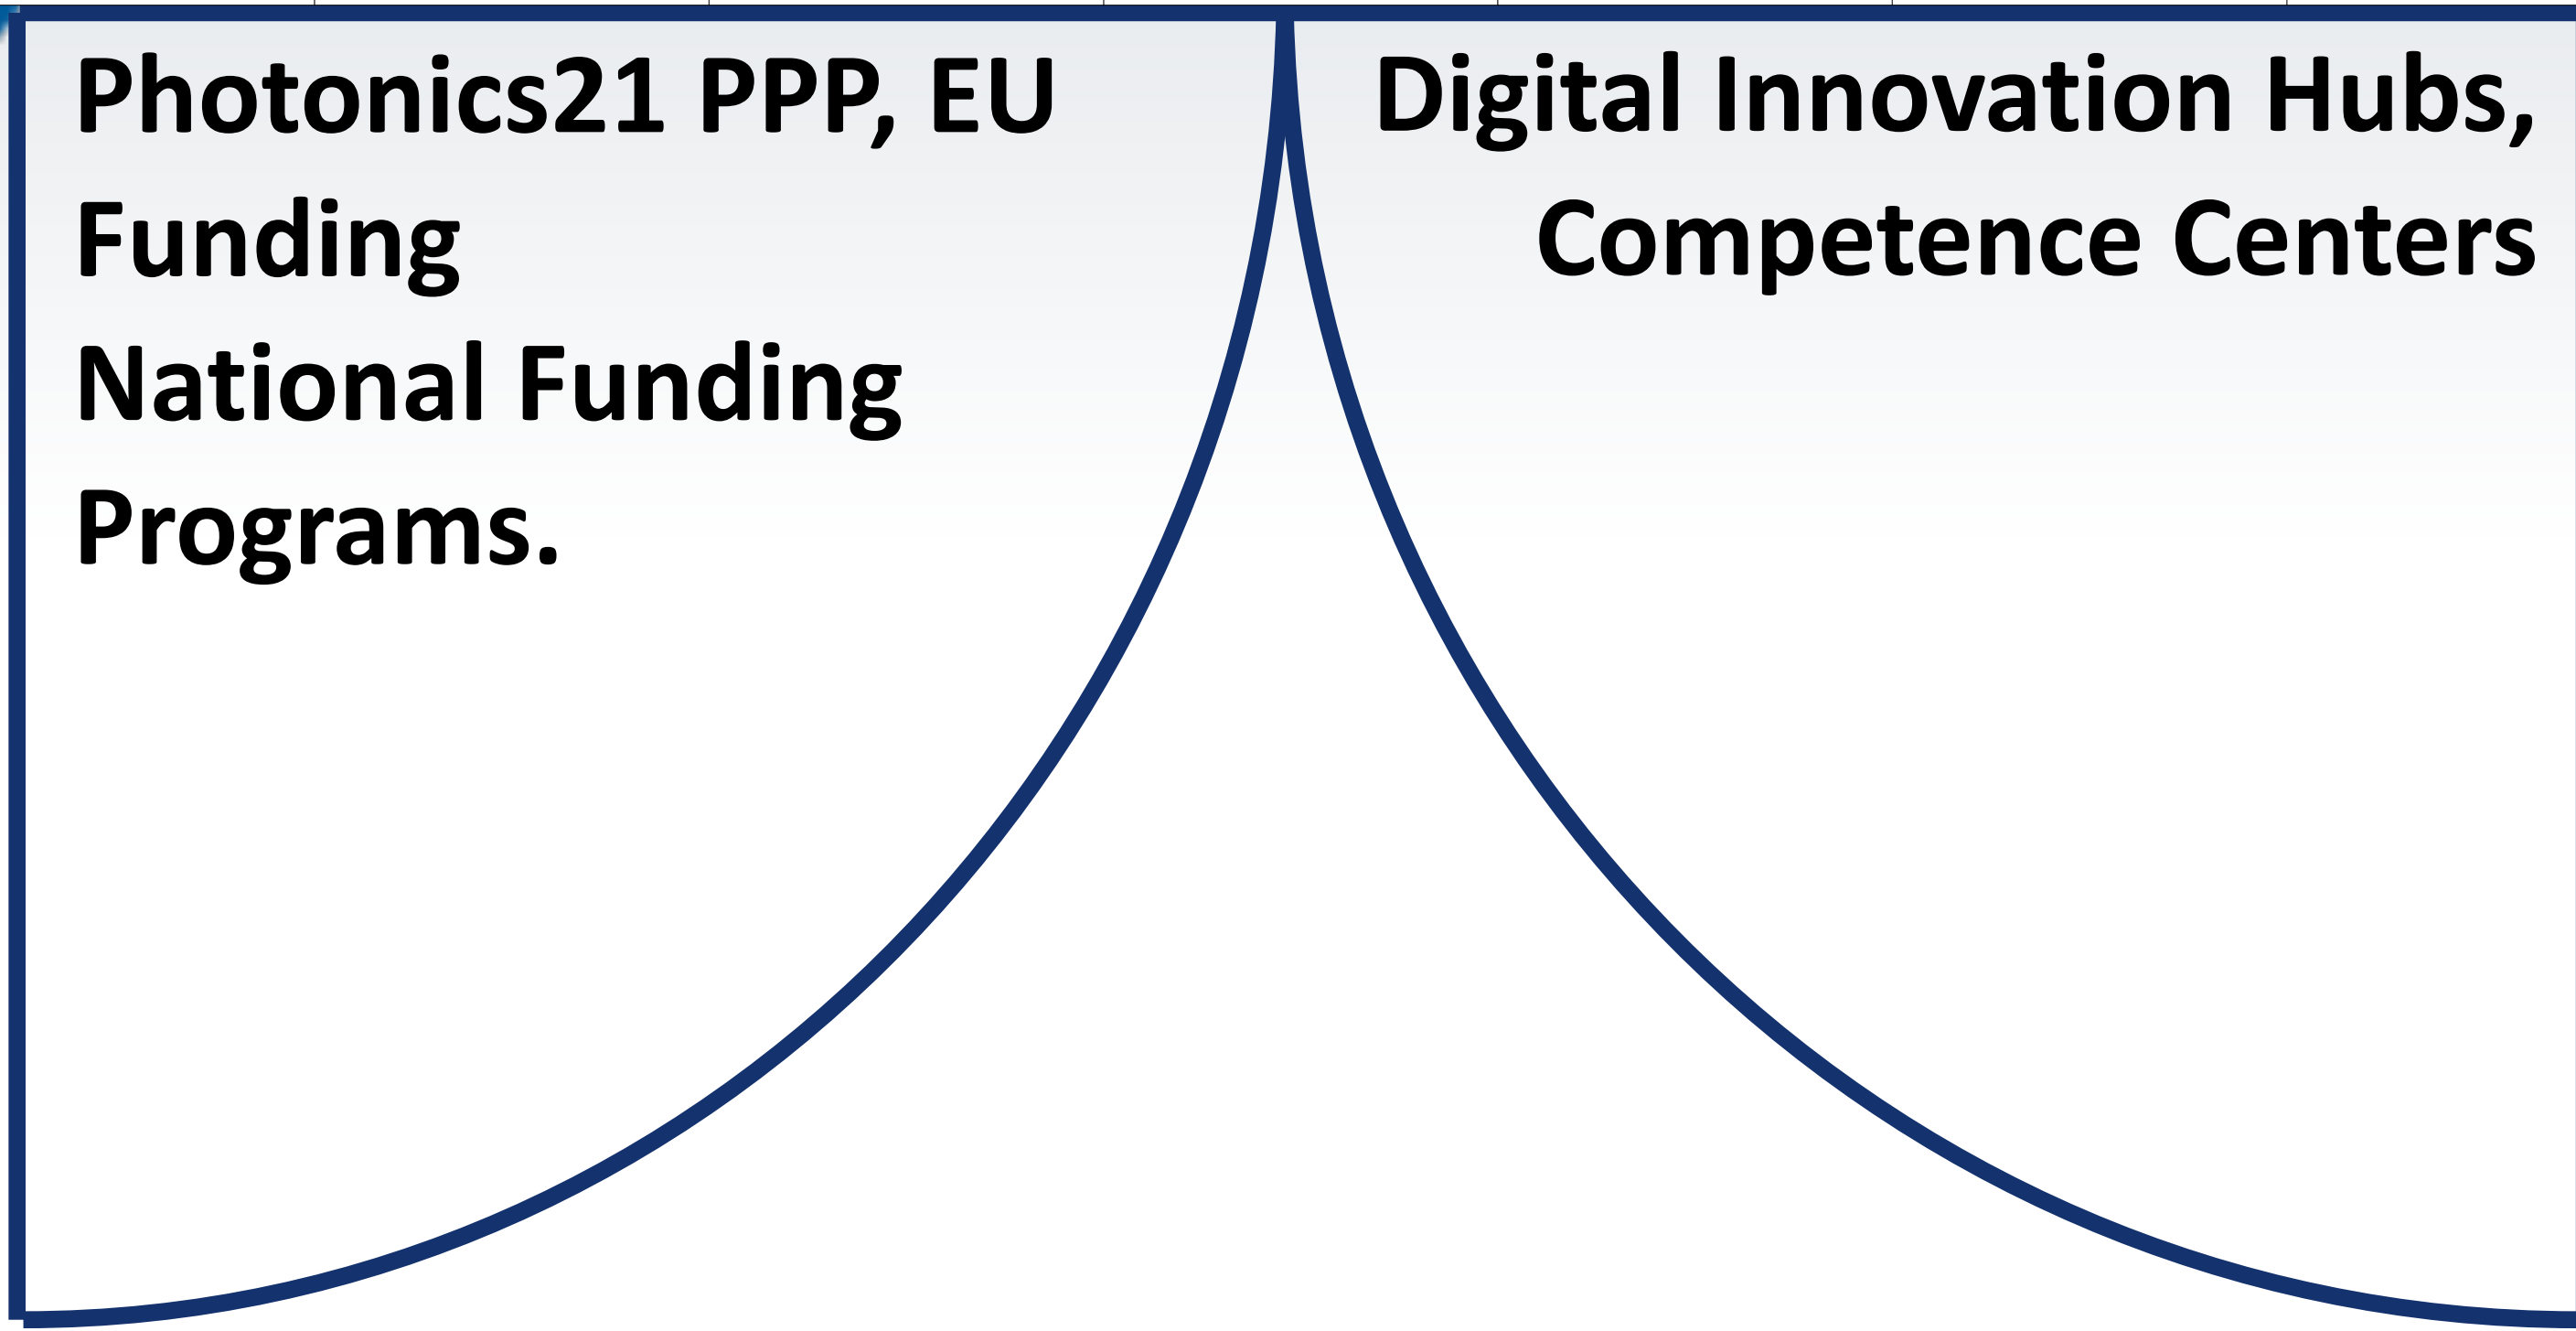 Photonics21 PPP, EU
Funding
National Funding
Programs.
Digital Innovation Hubs,
Competence Centers